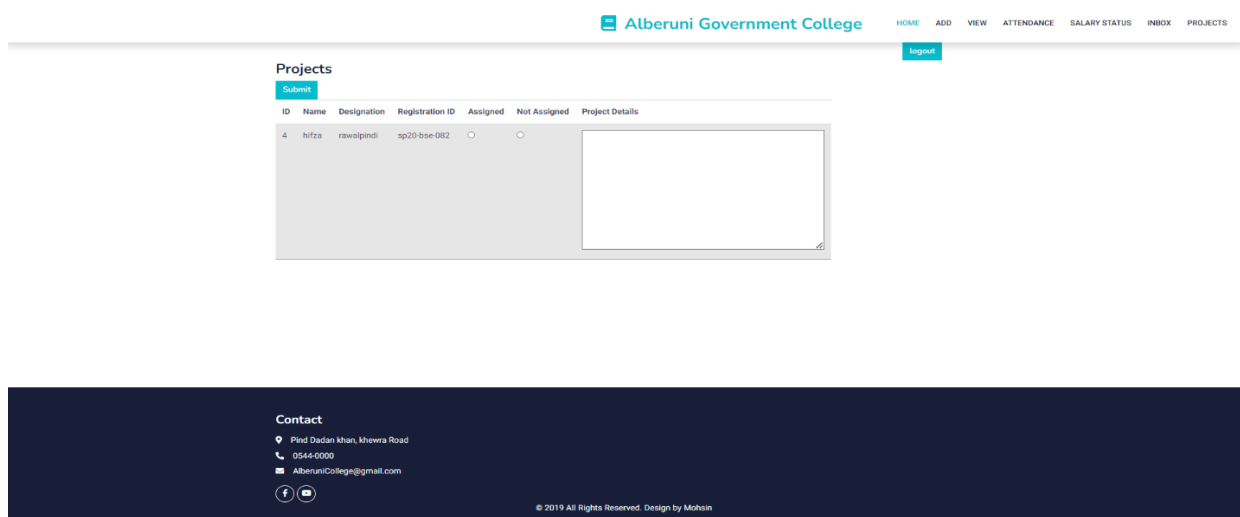 Alberuni Government College HOME ADD VIEW ATTENDANCE SALARY STATUS INBOX PROJECTS
logout
Projects
Submit
ID Name Designation Registration ID Assigned Not Assigned Project Details
4 hifza rawalpindi sp20-bse-082
Contact
Pind Dadan khan, khewra Road
0544-0000
AlberuniCollege@gmail.com
© 2019 All Rights Reserved. Design by Mohsin